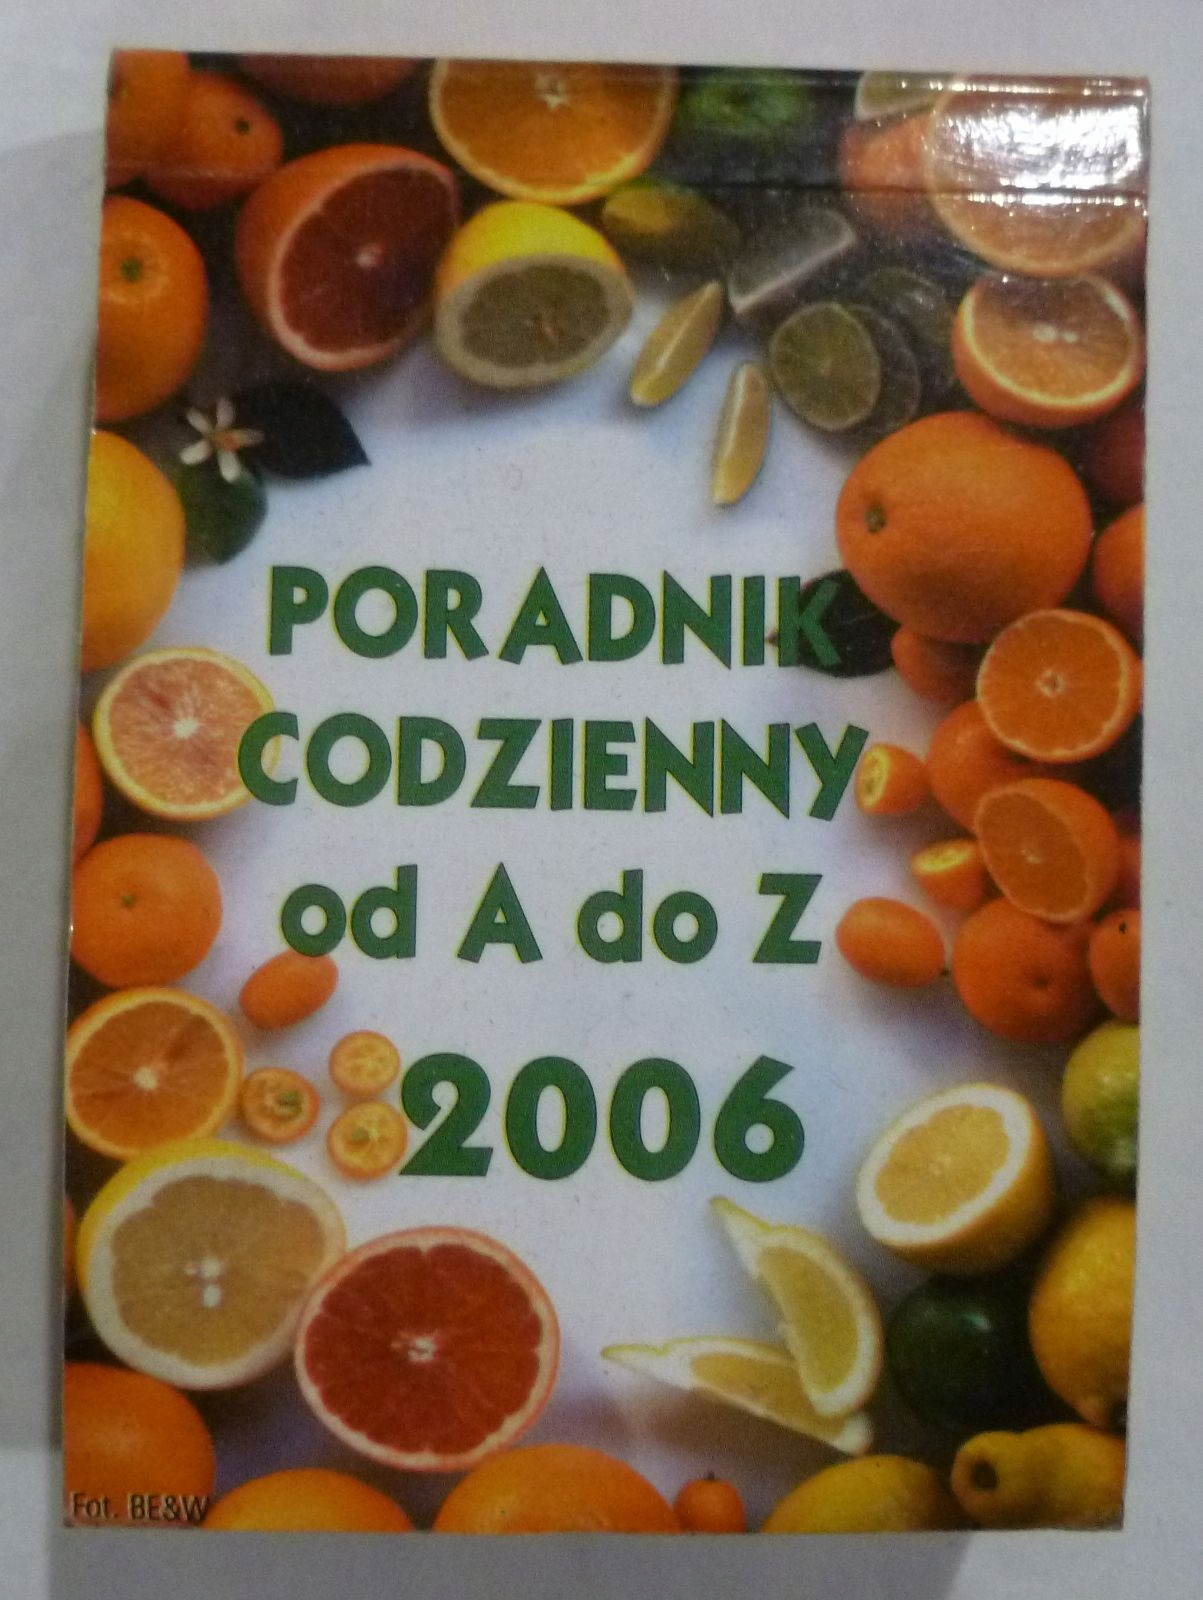 PORADNIK
CODZIENNY
od A do Z
2006
Fot. BE&W